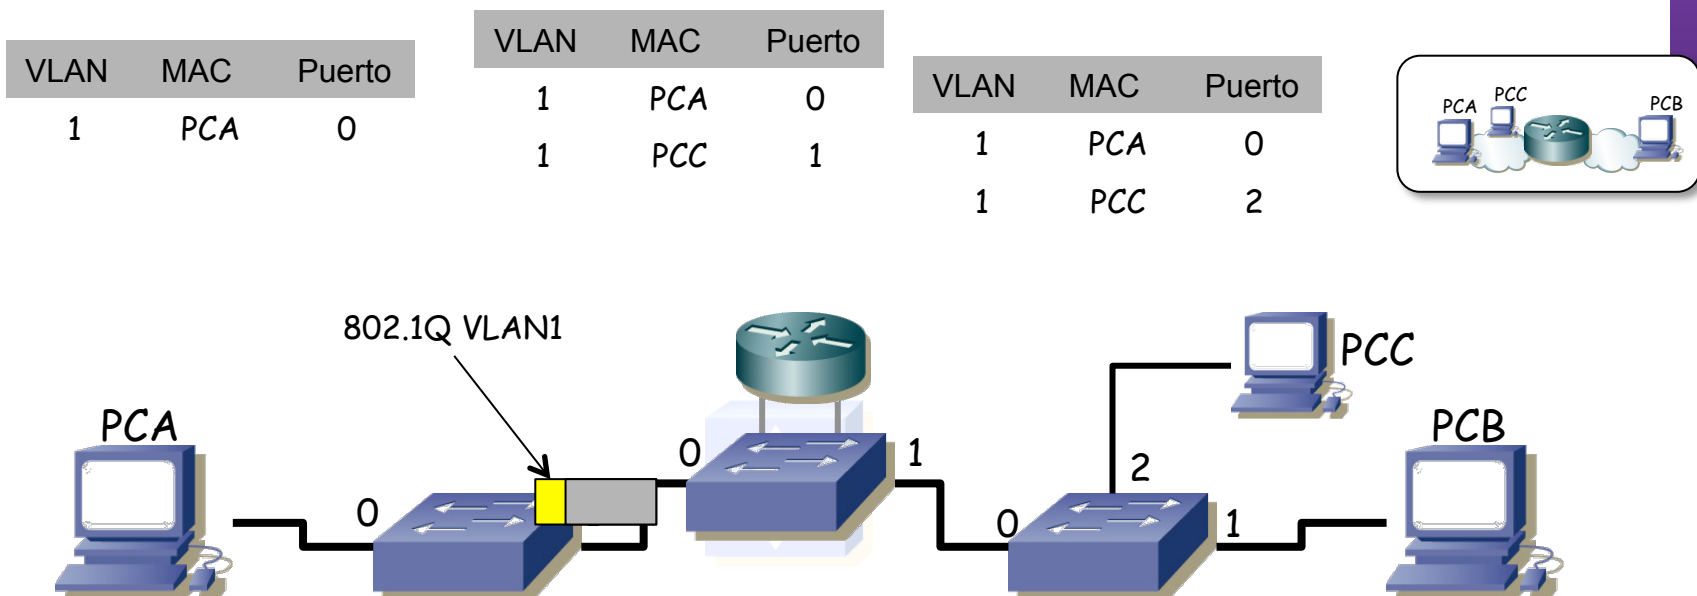 VLAN MAC Puerto
1 PCA 0
VLAN MAC Puerto
1 PCA 0
1 PCC 1
VLAN MAC Puerto
1 PCA 0
1 PCC 2
PCA PCC PCB
802.1Q VLAN1
PCA
0
0
1
0
2
1
PCC
PCB